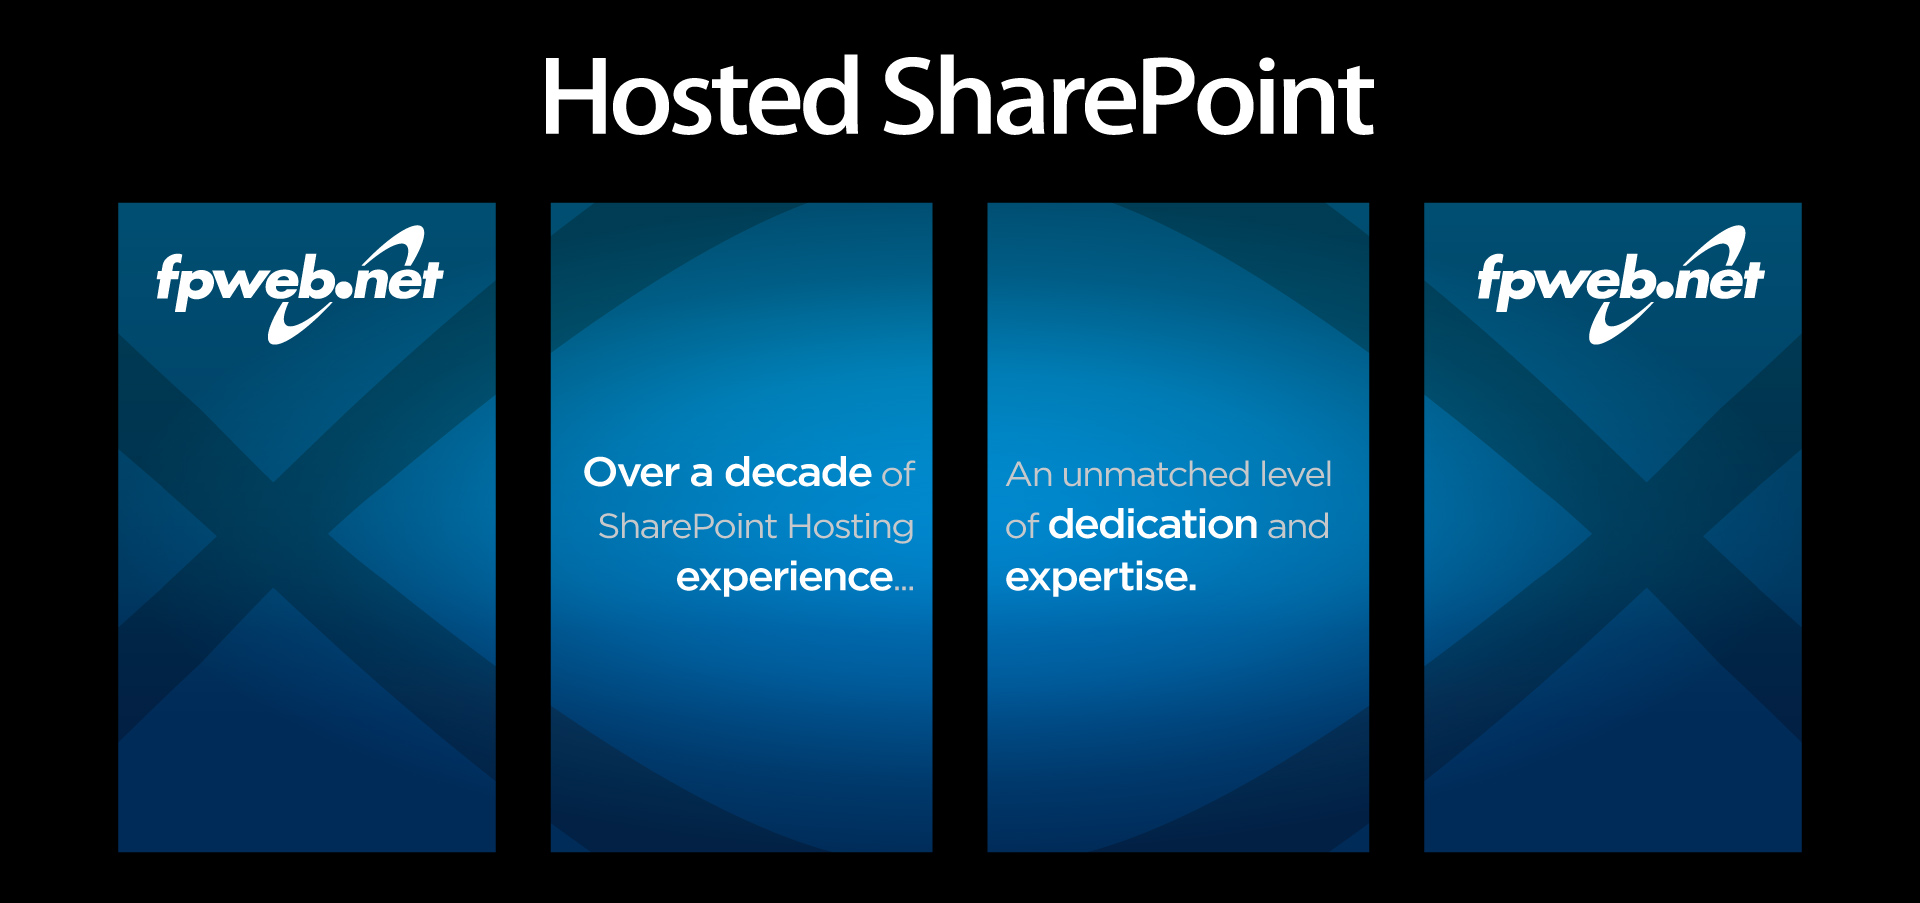 Hosted SharePoint
fpweb.net
Over a decade of
SharePoint Hosting
experience...
An unmatched level
of dedication and
expertise.
fpweb.net